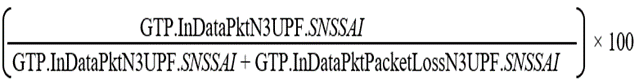 GTP.InDataPktN3UPF.SNSSAI
GTP.InDataPktN3UPF.SNSSAI + GTP.InDataPktPacketLossN3UPF.SNSSAI
× 100